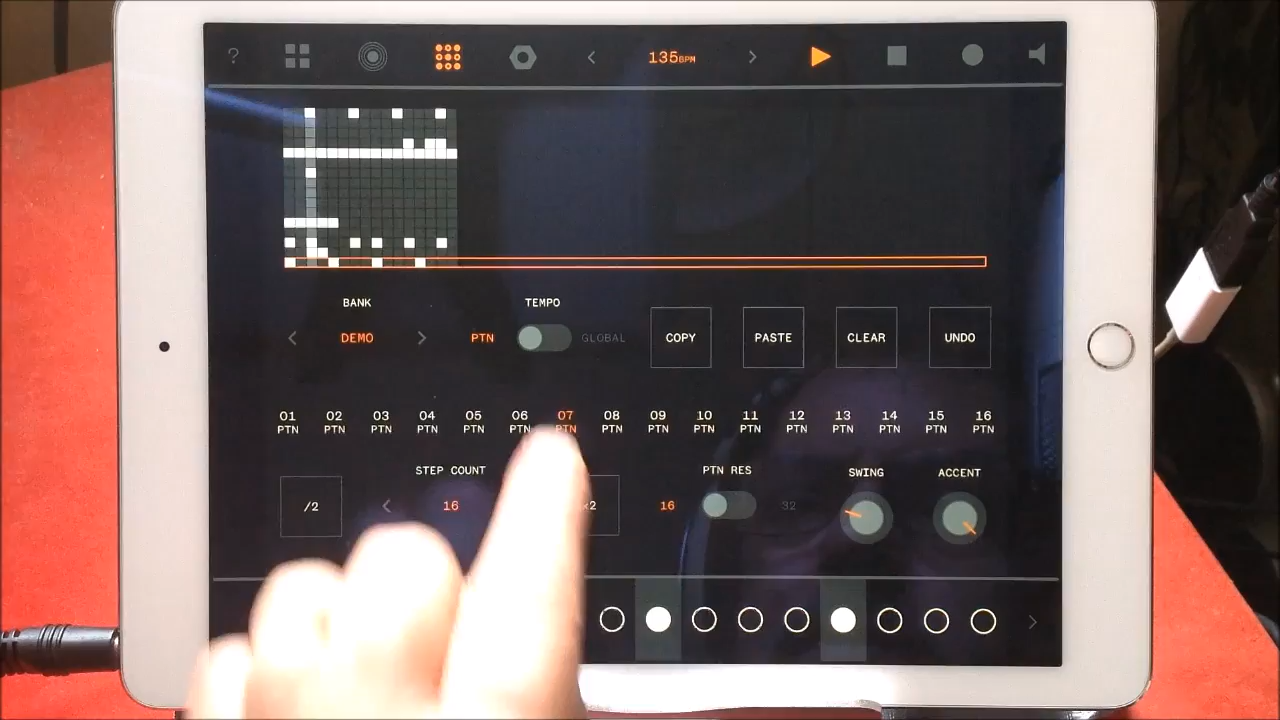 ? < 135BPM >
BANK TEMPO
< DEMO > PTN GLOBAL COPY PASTE CLEAR UNDO
01 02 03 04 05 06 07 08 09 10 11 12 13 14 15 16
PTN PTN PTN PTN PTN PTN PTN PTN PTN PTN PTN PTN PTN PTN PTN PTN
STEP COUNT PTN RES SWING ACCENT
/2 < 16 x2 16 32
>